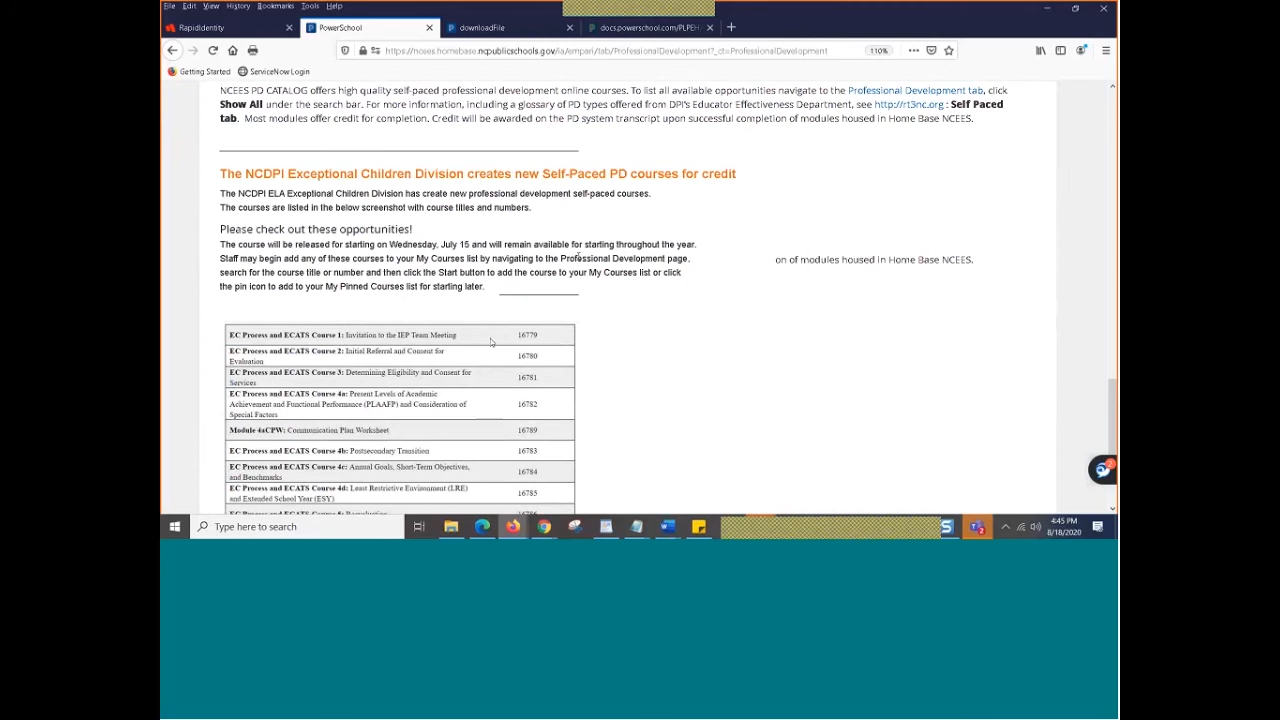 File Edit View History Bookmarks Tools Help
RapidIdentity
PowerSchool
downloadFile
docs.powerschool.com/PLPEH
https://ncees.homebase.ncpublicschools.gov/ia/empari/tab/ProfessionalDevelopment?_ct=ProfessionalDevelopment
110%
Getting Started ServiceNow Login
NCEES PD CATALOG offers high quality self-paced professional development online courses. To list all available opportunities navigate to the Professional Development tab, click
Show All under the search bar. For more information, including a glossary of PD types offered from DPI's Educator Effectiveness Department, see http://rt3nc.org : Self Paced
tab. Most modules offer credit for completion. Credit will be awarded on the PD system transcript upon successful completion of modules housed in Home Base NCEES.
The NCDPI Exceptional Children Division creates new Self-Paced PD courses for credit
The NCDPI ELA Exceptional Children Division has create new professional development self-paced courses.
The courses are listed in the below screenshot with course titles and numbers.
Please check out these opportunities!
The course will be released for starting on Wednesday, July 15 and will remain available for starting throughout the year.
Staff may begin add any of these courses to your My Courses list by navigating to the Professional Development page,
on of modules housed in Home Base NCEES.
search for the course title or number and then click the Start button to add the course to your My Courses list or click
the pin icon to add to your My Pinned Courses list for starting later.
EC Process and ECATS Course 1: Invitation to the IEP Team Meeting 16779
EC Process and ECATS Course 2: Initial Referral and Consent for
Evaluation 16780
EC Process and ECATS Course 3: Determining Eligibility and Consent for
Services 16781
EC Process and ECATS Course 4a: Present Levels of Academic
Achievement and Functional Performance (PLAAFP) and Consideration of
Special Factors 16782
Module 4aCPW: Communication Plan Worksheet 16789
EC Process and ECATS Course 4b: Postsecondary Transition 16783
EC Process and ECATS Course 4c: Annual Goals, Short-Term Objectives,
and Benchmarks 16784
EC Process and ECATS Course 4d: Least Restrictive Environment (LRE)
and Extended School Year (ESY) 16785
2
Type here to search
4:45 PM
8/18/2020